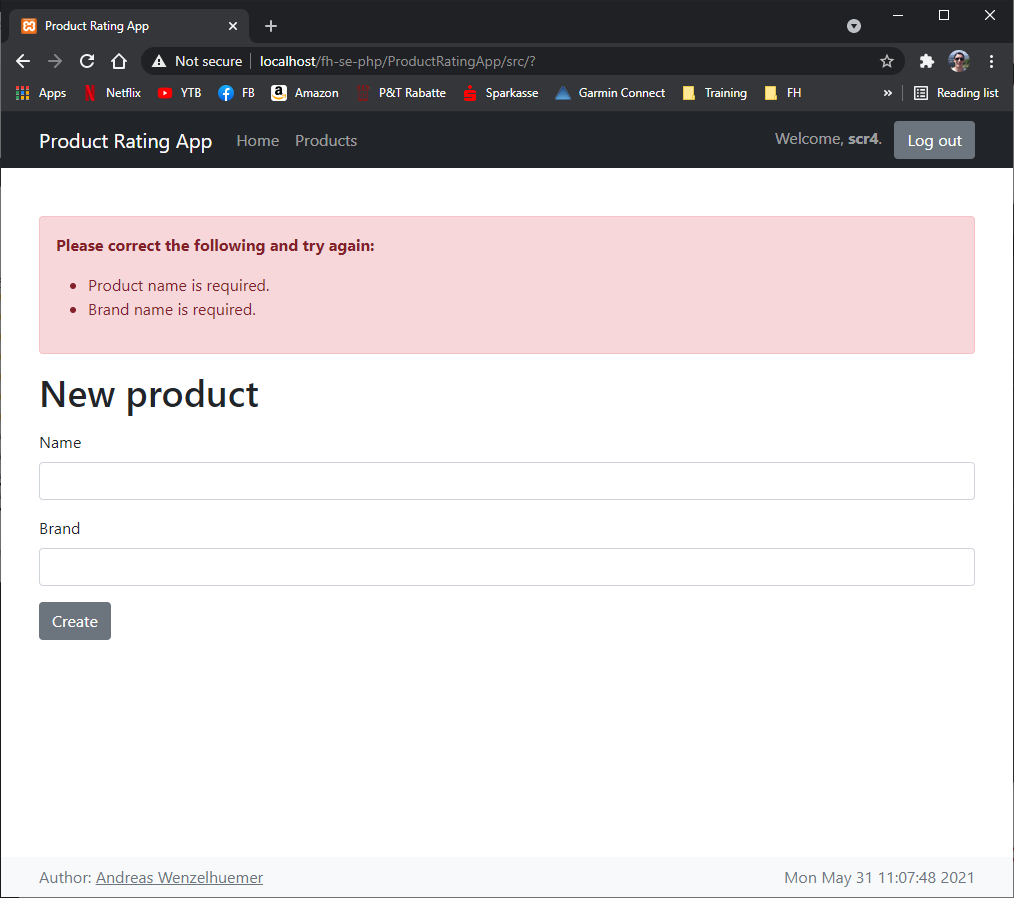 Product Rating App
Not secure localhost/fh-se-php/ProductRatingApp/src/?
Apps Netflix YTB FB Amazon P&T Rabatte Sparkasse Garmin Connect Training FH » Reading list
Product Rating App Home Products Welcome, scr4. Log out
Please correct the following and try again:
Product name is required.
Brand name is required.
New product
Name
Brand
Create
Author: Andreas Wenzelhuemer Mon May 31 11:07:48 2021